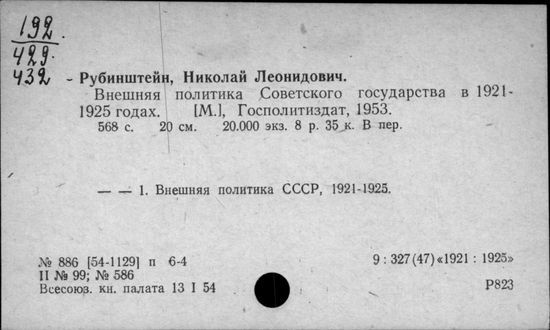 192
429
432 - Рубинштейн, Николай Леонидович.
Внешняя политика Советского государства в 1921-
1925 годах. [М.], Госполитиздат, 1953.
568 с. 20 см. 20.000 экз. 8 р. 35 к. В пер.
— — 1. Внешняя политика СССР, 1921-1925.
№ 886 [54-1129] п 6-4
9 : 327(47)«1921 : 1925»
II № 99; № 586
Всесоюз. кн. палата 13 I 54
Р823